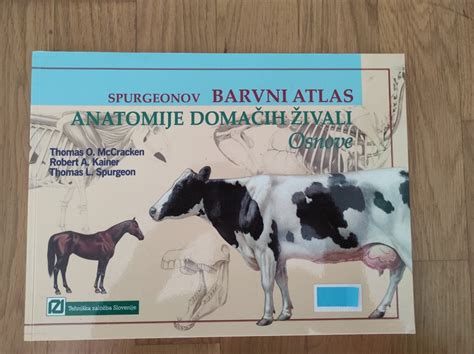 SPURGEONOV BARVNI ATLAS
ANATOMIJE DOMAČIH ŽIVALI
Osnove
Thomas O. McCracken
Robert A. Kainer
Thomas L. Spurgeon
Tehniška založba Slovenije